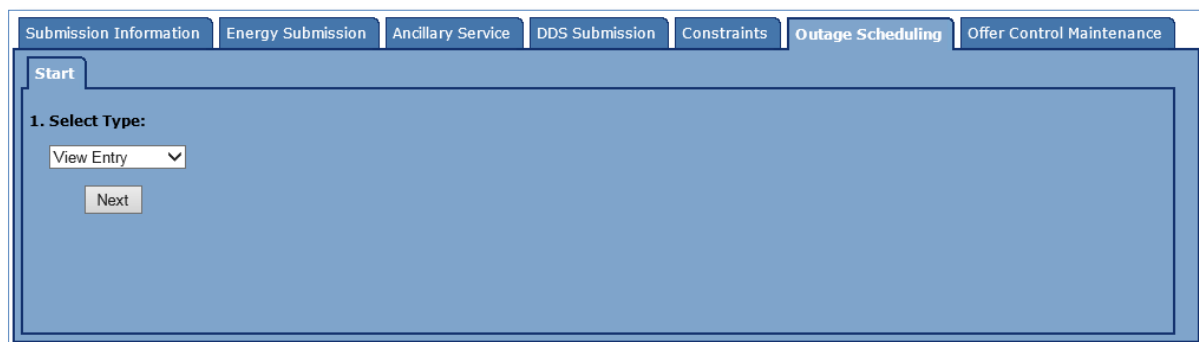 Submission Information Energy Submission Ancillary Service DDS Submission Constraints Outage Scheduling Offer Control Maintenance
Start
1. Select Type:
View Entry
Next